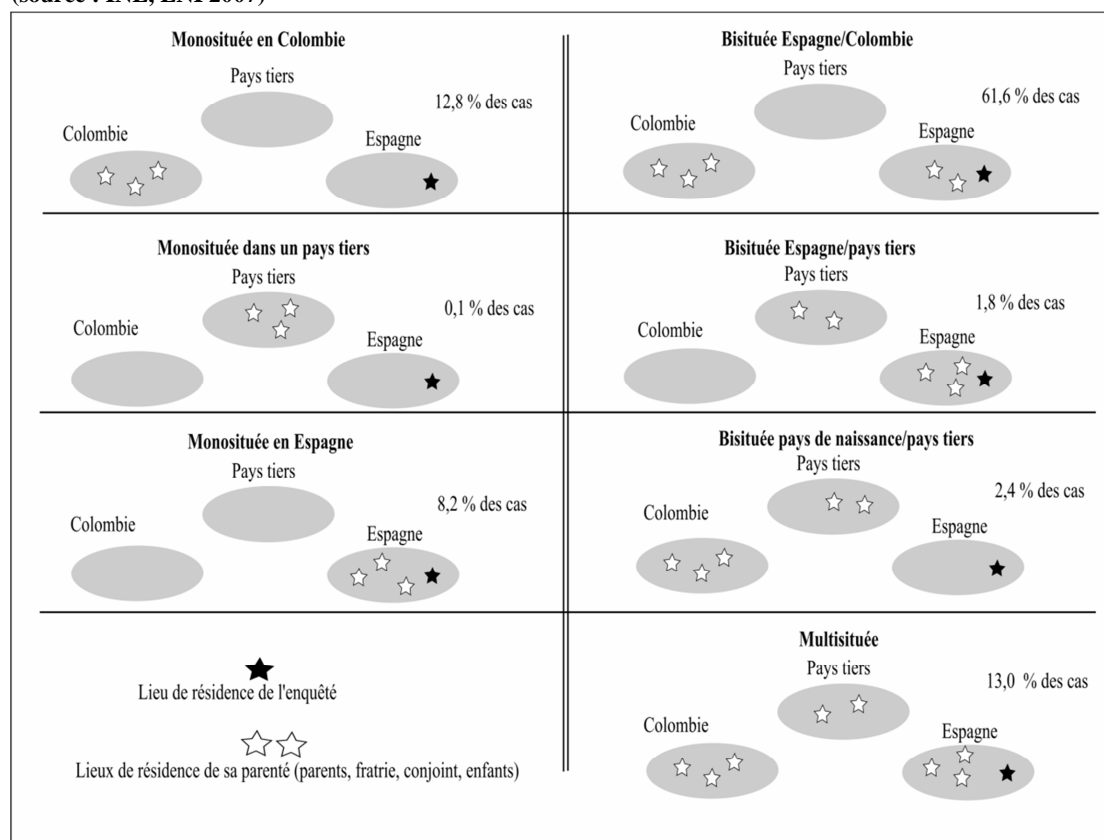 (source : INE, ENI 2007)
Monosituée en Colombie
Pays tiers
12,8 % des cas
Colombie
Espagne
Bisituée Espagne/Colombie
Pays tiers
61,6 % des cas
Colombie
Espagne
Monosituée dans un pays tiers
Pays tiers
0,1 % des cas
Colombie
Espagne
Bisituée Espagne/pays tiers
Pays tiers
1,8 % des cas
Colombie
Espagne
Monosituée en Espagne
Pays tiers
8,2 % des cas
Colombie
Espagne
Bisituée pays de naissance/pays tiers
Pays tiers
2,4 % des cas
Colombie
Espagne
Lieu de résidence de l'enquêté
Lieux de résidence de sa parenté (parents, fratrie, conjoint, enfants)
Multisituée
Pays tiers
13,0 % des cas
Colombie
Espagne